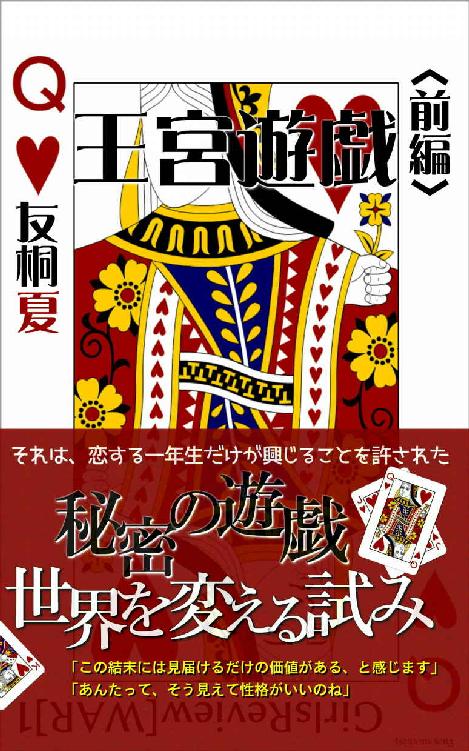 Q
王宮遊戯
〈前編〉
友桐夏
それは、恋する一年生だけが興じることを許された
秘密の遊戯
世界を変える試み
「この結末には見届けるだけの価値がある、と感じます」
「あんたって、そう見えて性格がいいのね」
GirlsReview[WAR]1